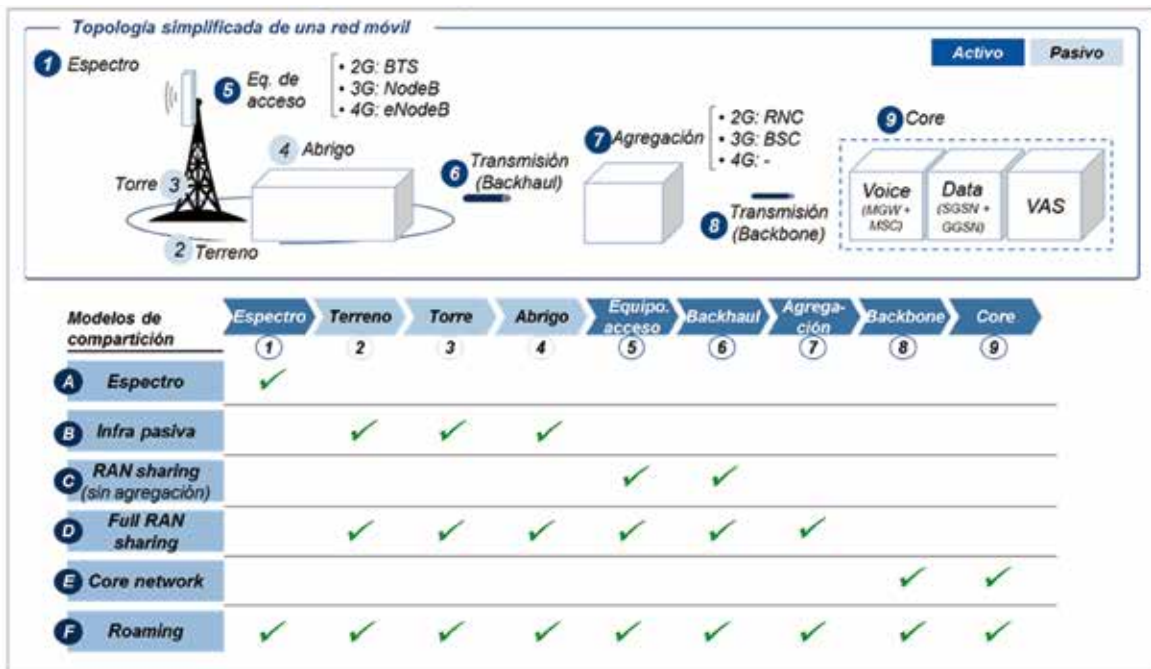 Topología simplificada de una red móvil
1 Espectro
5 Eq. de acceso
• 2G: BTS
• 3G: NodeB
• 4G: eNodeB
Activo Pasivo
4 Abrigo
Torre 3
2 Terreno
6 Transmisión
(Backhaul)
7 Agregación
• 2G: RNC
• 3G: BSC
• 4G: -
8 Transmisión
(Backbone)
9 Core
Voice
(MGW +
MSC)
Data
(SGSN +
GGSN)
VAS
Modelos de
compartición
Espectro Terreno Torre Abrigo Equipo. acceso Backhaul Agrega-ción Backbone Core
1 2 3 4 5 6 7 8 9
A Espectro ✓
B Infra pasiva ✓ ✓ ✓
C RAN sharing
(sin agregación) ✓ ✓
D Full RAN
sharing ✓ ✓ ✓ ✓ ✓ ✓
E Core network ✓ ✓
F Roaming ✓ ✓ ✓ ✓ ✓ ✓ ✓ ✓ ✓